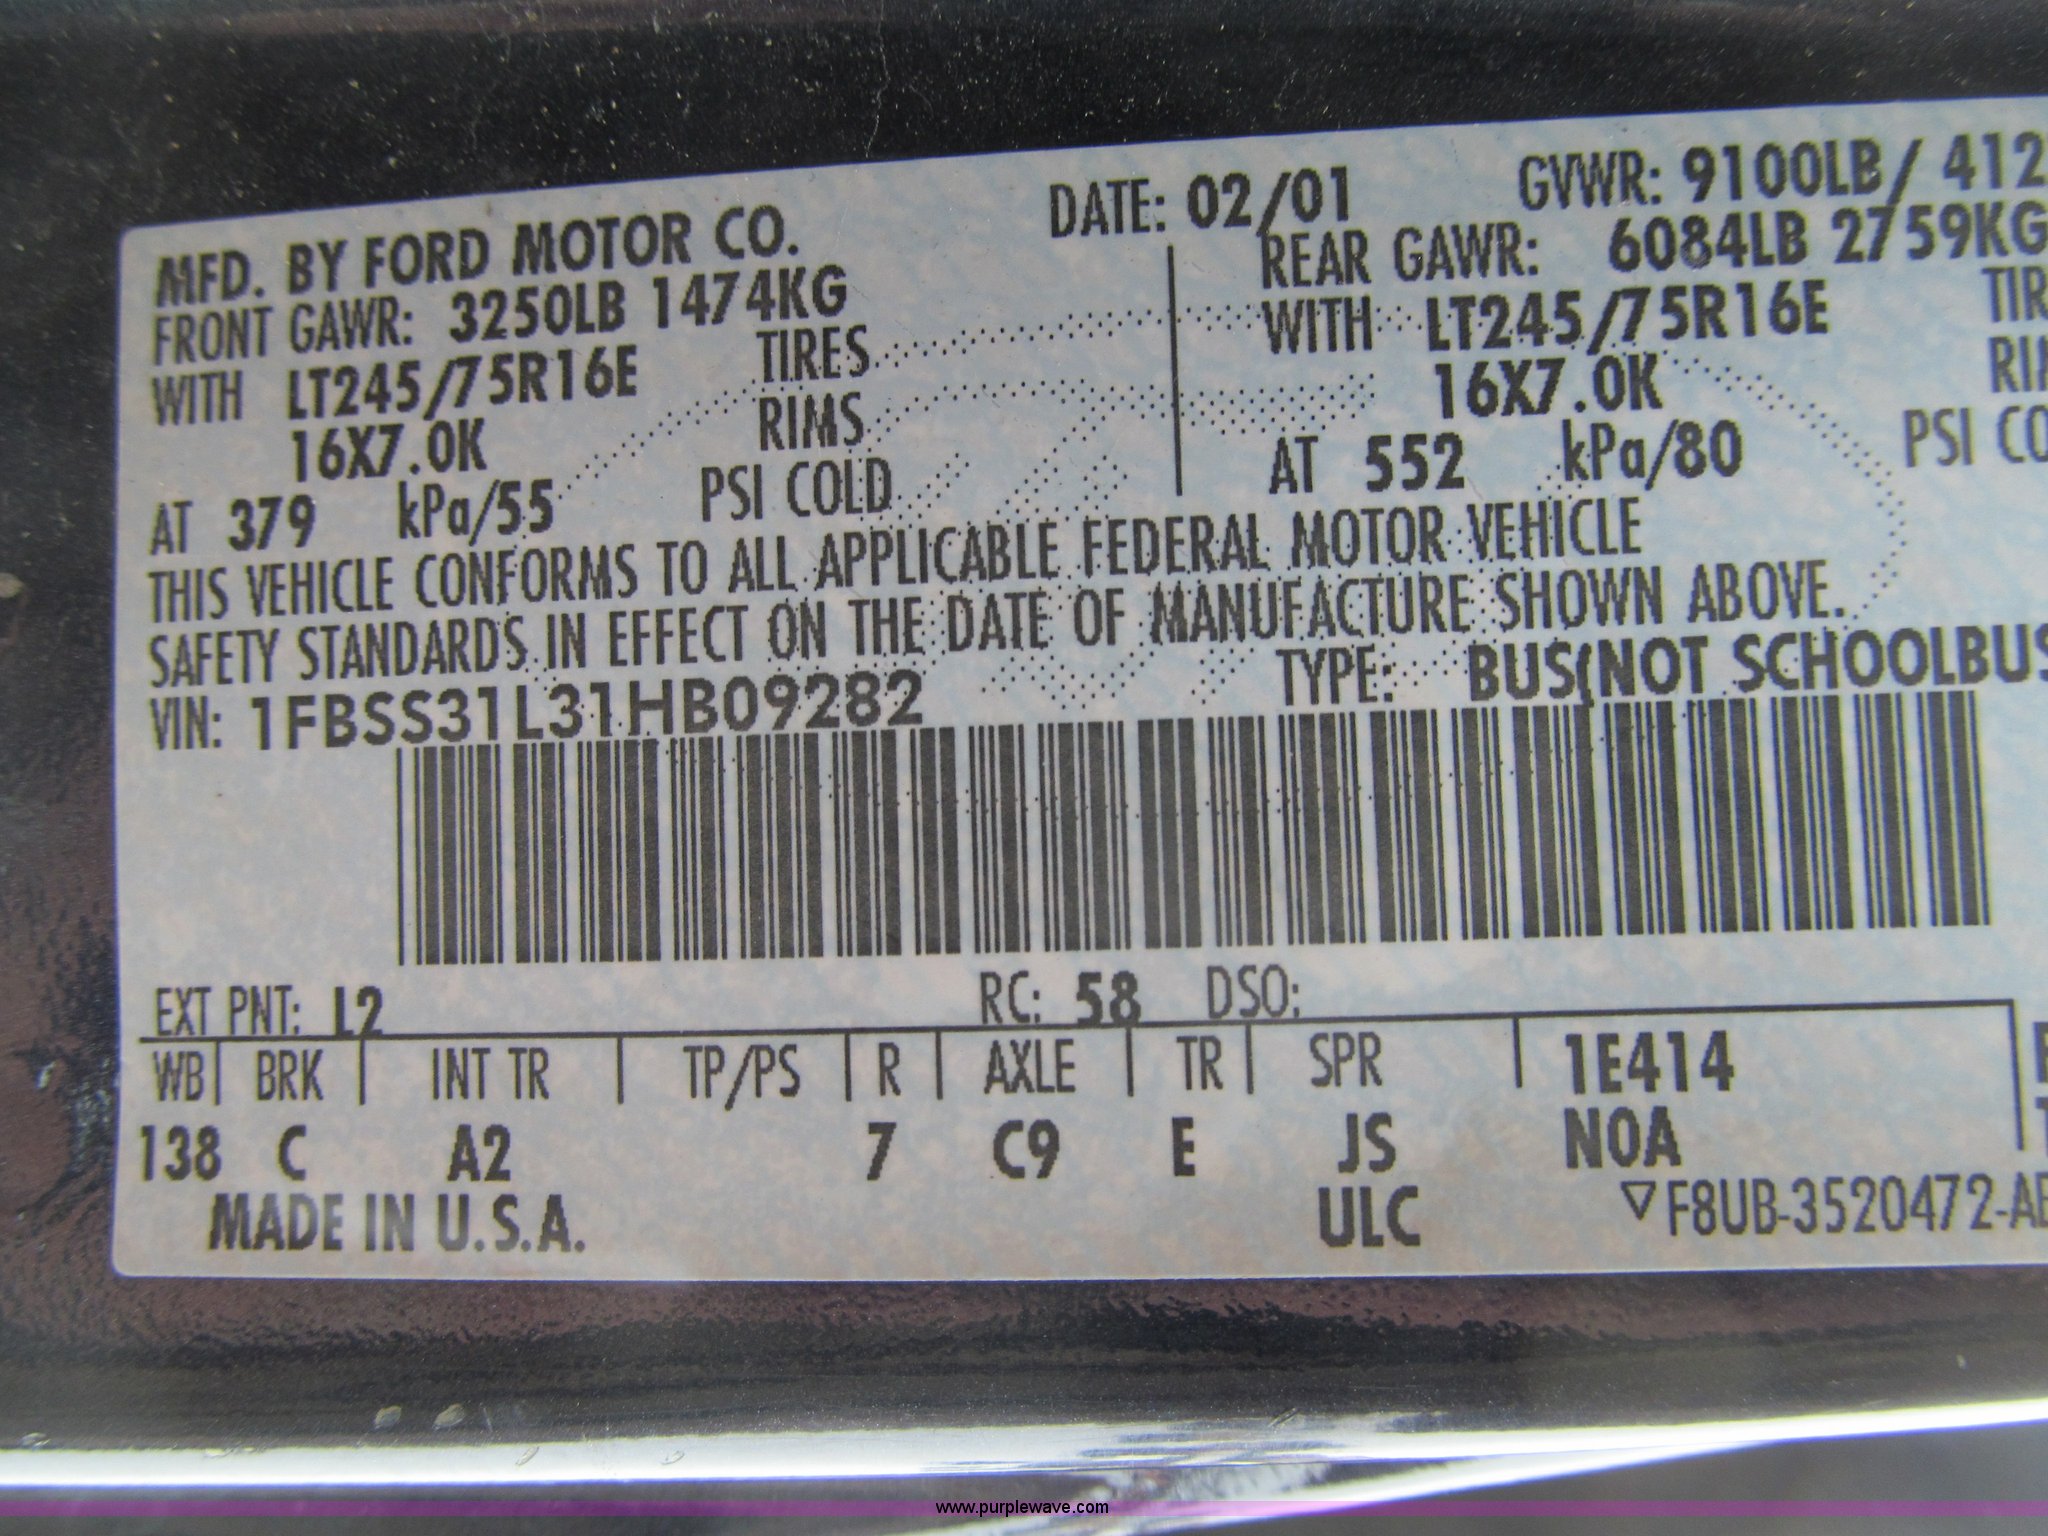 MFD. BY FORD MOTOR CO. DATE: 02/01 GVWR: 9100LB/ 412
FRONT GAWR: 3250LB 1474KG REAR GAWR: 6084LB 2759KG
WITH LT245/75R16E TIRES WITH LT245/75R16E TIR
16X7.0K RIMS 16X7.0K RI
AT 379 kPa/55 PSI COLD AT 552 kPa/80 PSI CO
THIS VEHICLE CONFORMS TO ALL APPLICABLE FEDERAL MOTOR VEHICLE
SAFETY STANDARDS IN EFFECT ON THE DATE OF MANUFACTURE SHOWN ABOVE.
VIN: 1FBSS31L31HB09282 TYPE: BUS(NOT SCHOOLBUS
EXT PNT: L2 RC: 58 DSO:
WB BRK INT TR TP/PS R AXLE TR SPR 1E414
138 C A2 7 C9 E JS NOA
MADE IN U.S.A. ULC ▽F8UB-3520472-A
www.purplewave.com